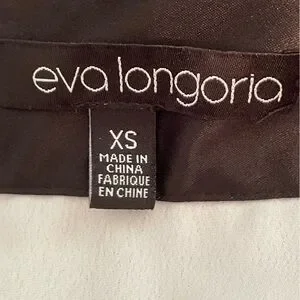 eva longoria
XS
MADE IN
CHINA
FABRIQUE
EN CHINE